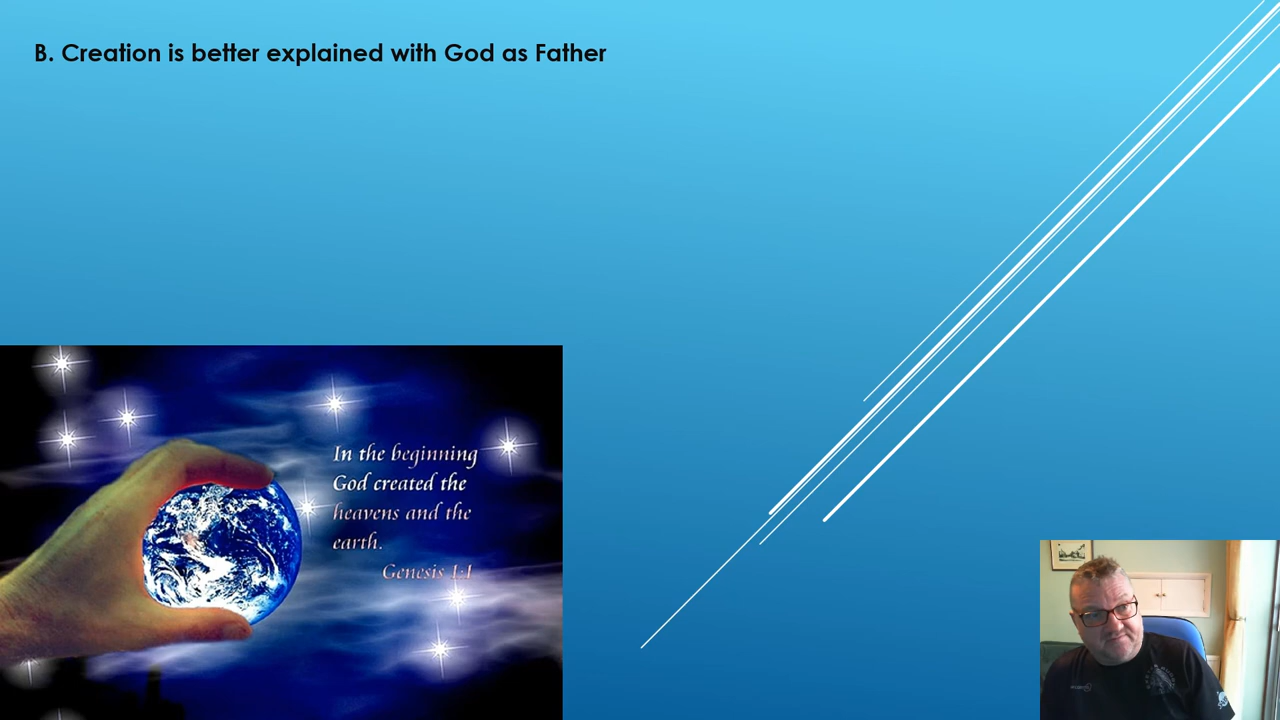 B. Creation is better explained with God as Father
In the beginning
God created the
heavens and the
earth.
Genesis 1:1